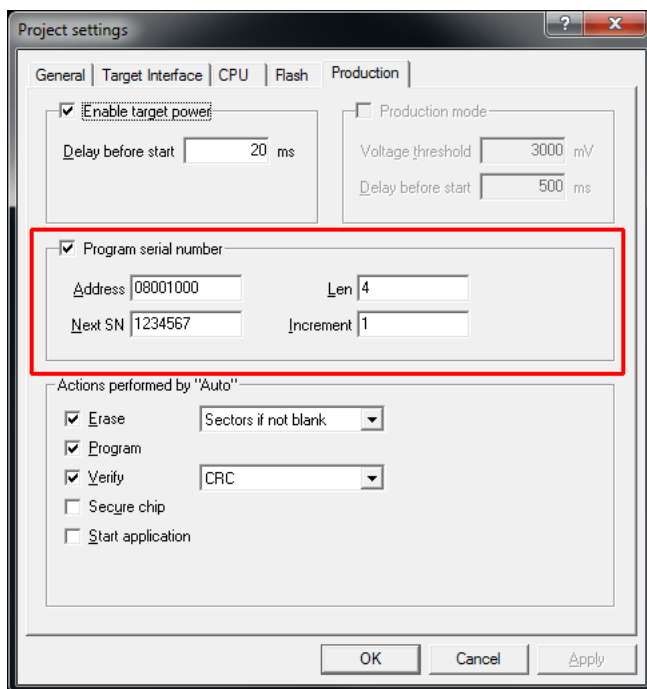 Project settings
General Target Interface CPU Flash Production
Enable target power
Delay before start 20 ms
Production mode
Voltage threshold 3000 mV
Delay before start 500 ms
Program serial number
Address 08001000 Len 4
Next SN 1234567 Increment 1
Actions performed by "Auto"
Erase Sectors if not blank
Program
Verify CRC
Secure chip
Start application
OK Cancel Apply